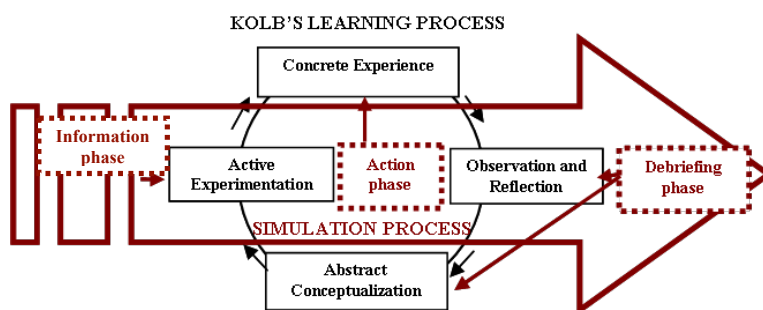 KOLB'S LEARNING PROCESS
Concrete Experience
Information
phase
Active
Experimentation
Action
phase
Observation and
Reflection
Debriefing
phase
SIMULATION PROCESS
Abstract
Conceptualization